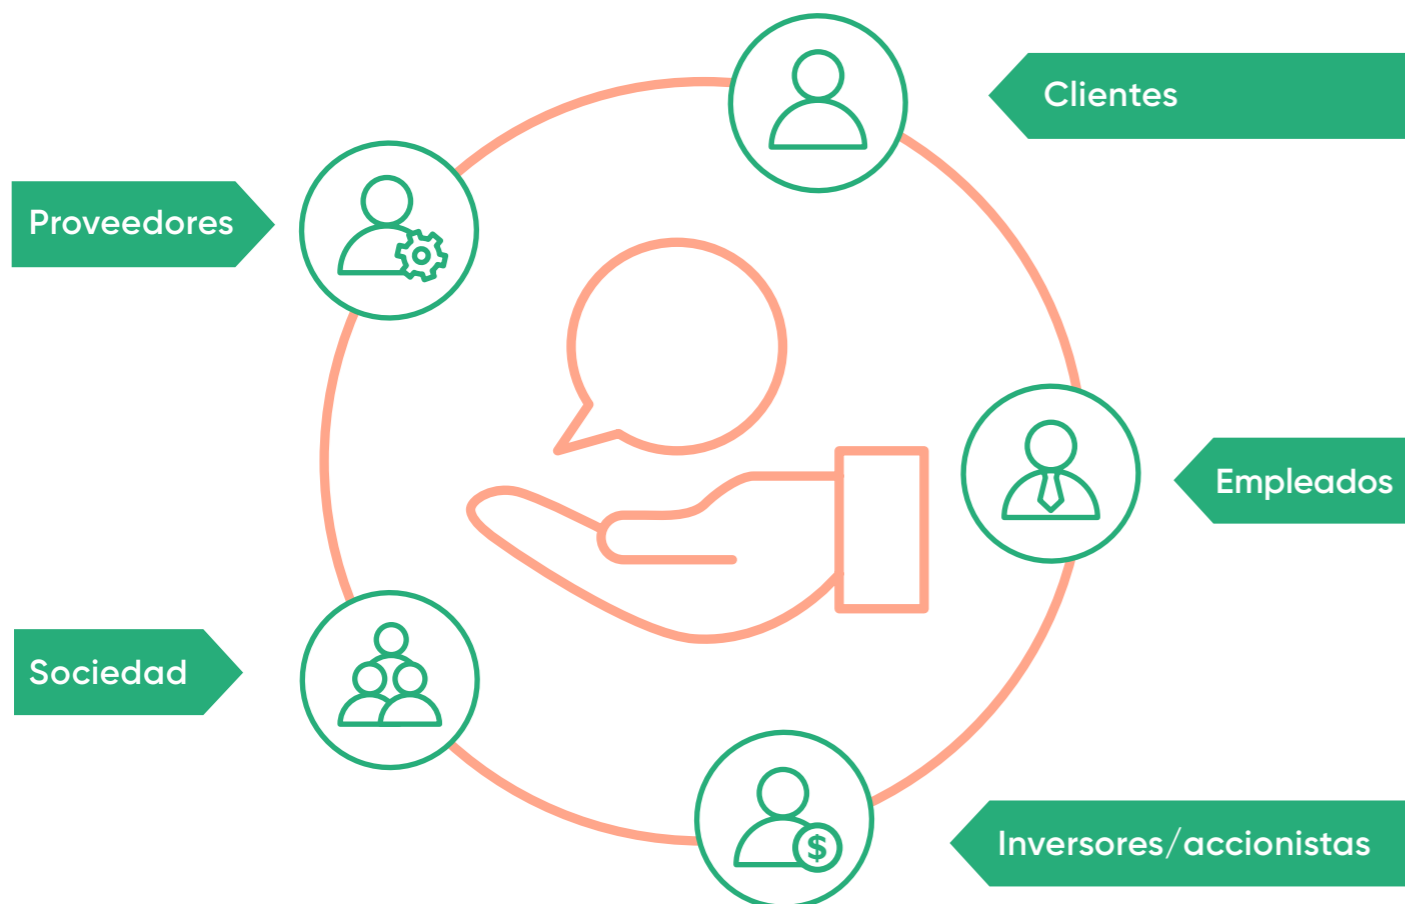 Clientes
Proveedores
Empleados
Sociedad
$
Inversores/accionistas